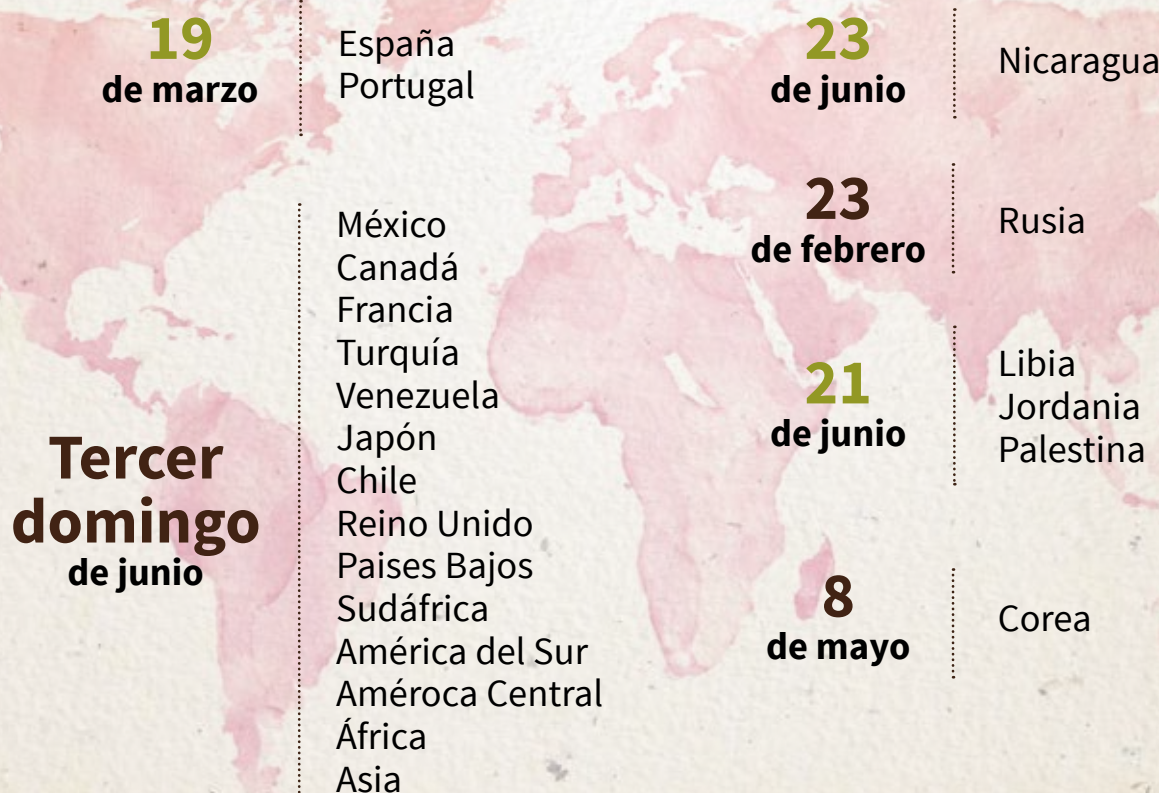 19
de marzo
España
Portugal
Tercer
domingo
de junio
México
Canadá
Francia
Turquía
Venezuela
Japón
Chile
Reino Unido
Paises Bajos
Sudáfrica
América del Sur
Améroca Central
África
Asia
23
de junio
Nicaragua
23
de febrero
Rusia
21
de junio
Libia
Jordania
Palestina
8
de mayo
Corea